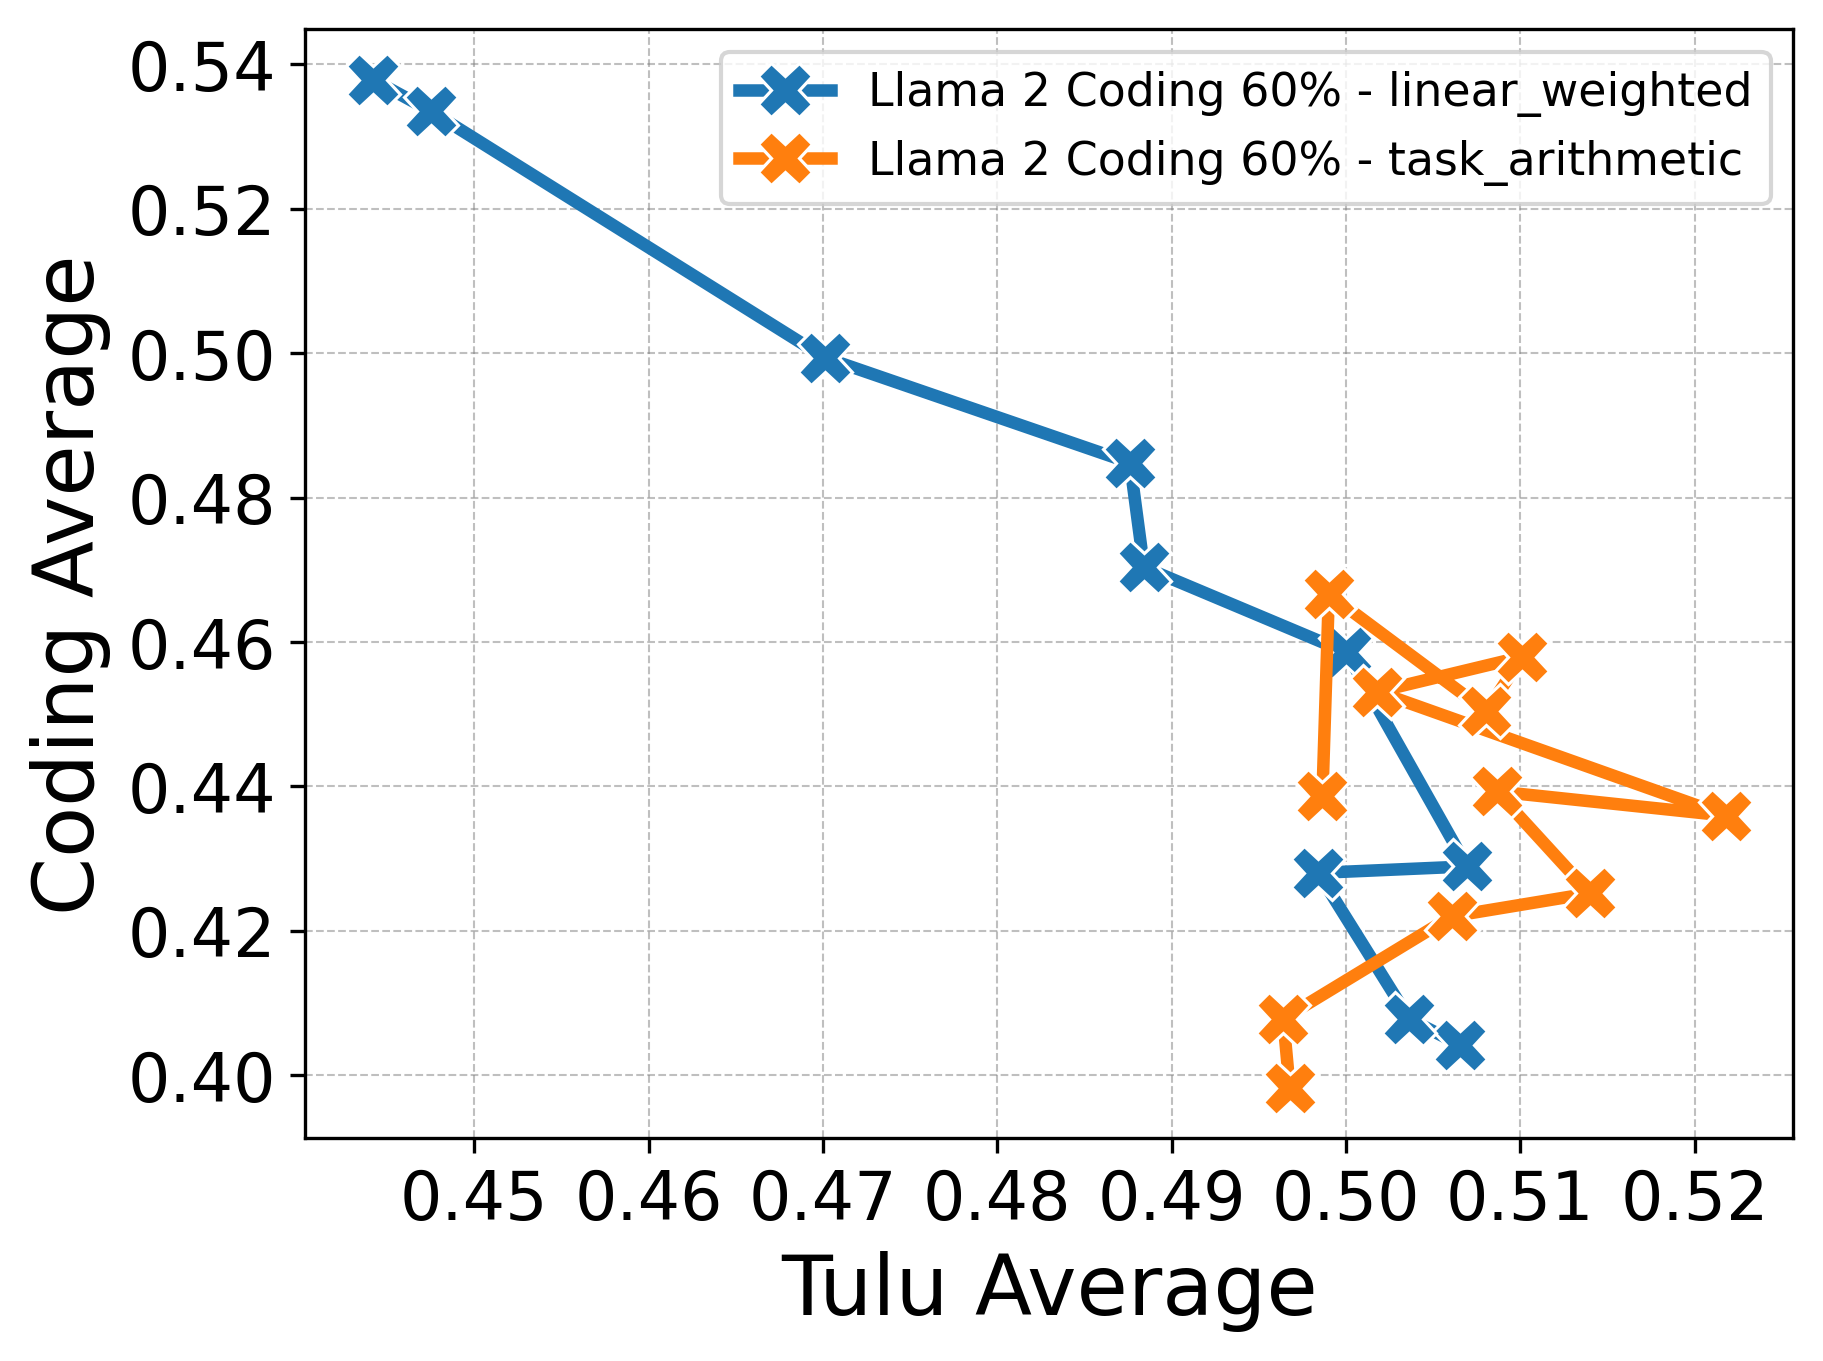 Llama 2 Coding 60% - linear_weighted
Llama 2 Coding 60% - task_arithmetic
Coding Average
0.54
0.52
0.50
0.48
0.46
0.44
0.42
0.40
0.45 0.46 0.47 0.48 0.49 0.50 0.51 0.52
Tulu Average